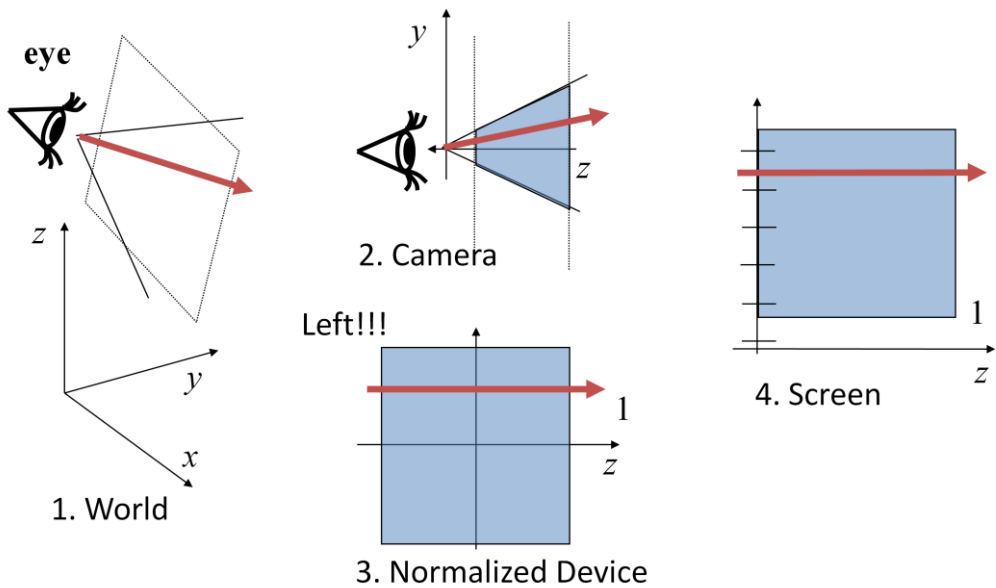 eye
z
y
x
1. World
y
z
2. Camera
Left!!!
1
z
3. Normalized Device
1
z
4. Screen